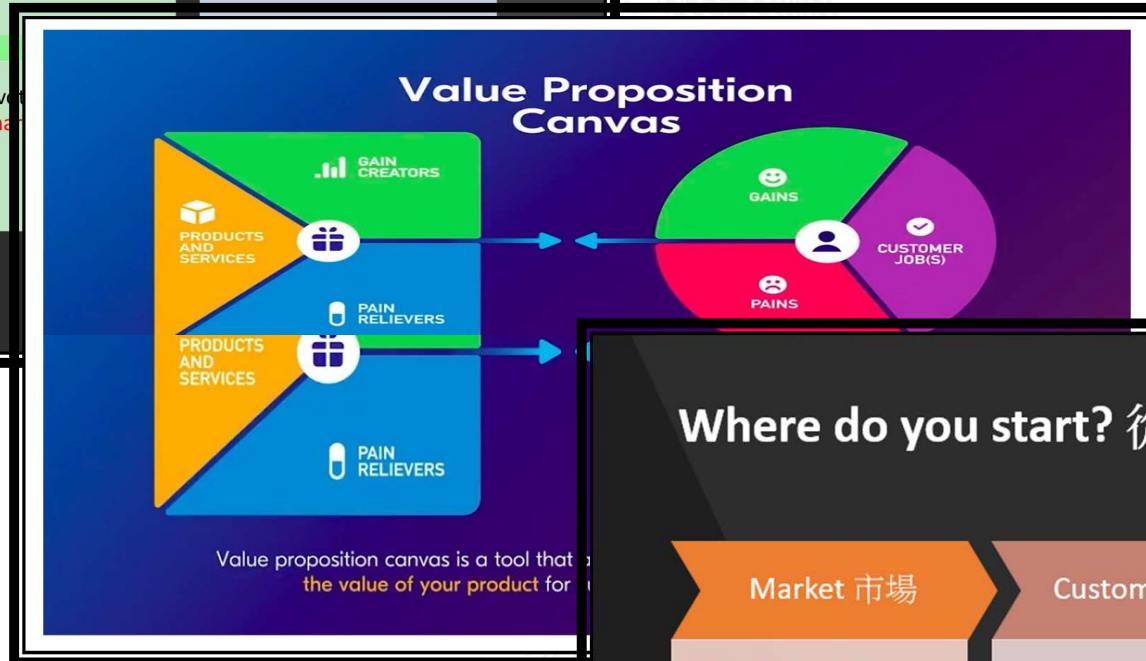 Value Proposition
Canvas
GAIN
CREATORS
PRODUCTS
AND
SERVICES
PAIN
RELIEVERS
GAINS
CUSTOMER
JOB(S)
PAINS
PRODUCTS
AND
SERVICES
PAIN
RELIEVERS
Value proposition canvas is a tool that
the value of your product for
Where do you start?
Market 市場
Custom